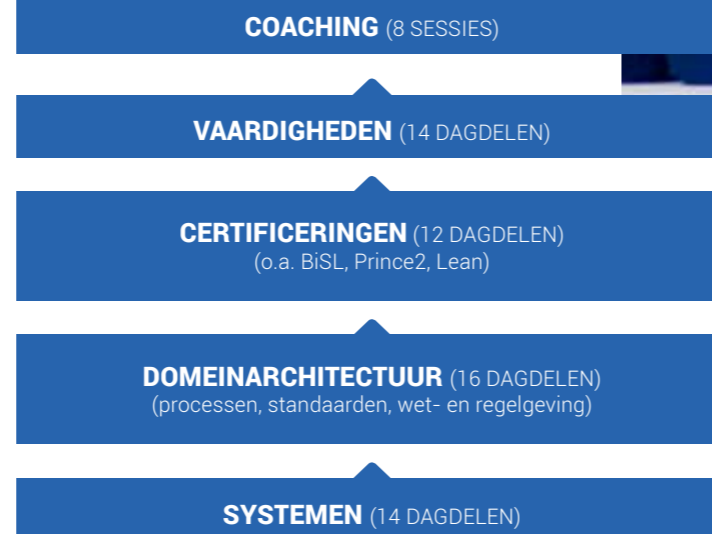 COACHING (8 SESSIES)
VAARDIGHEDEN (14 DAGDELEN)
CERTIFICERINGEN (12 DAGDELEN)
(o.a. BiSL, Prince2, Lean)
DOMEINARCHITECTUUR (16 DAGDELEN)
(processen, standaarden, wet- en regelgeving)
SYSTEMEN (14 DAGDELEN)